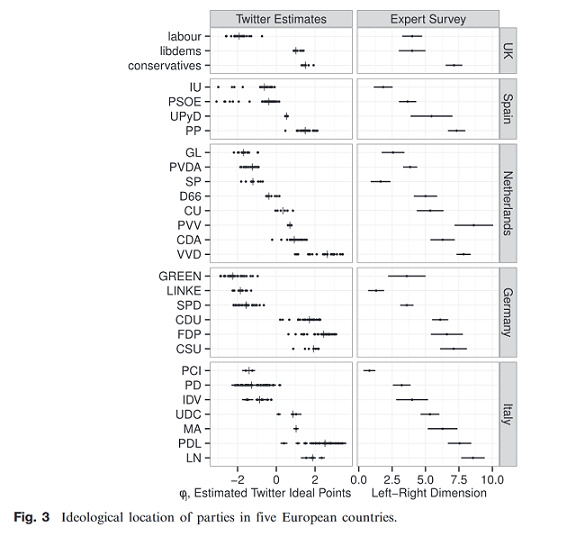 Twitter Estimates Expert Survey
labour
libdems
conservatives
UK
IU
PSOE
UPyD
PP
Spain
GL
PVDA
SP
D66
CU
PVV
CDA
VVD
Netherlands
GREEN
LINKE
SPD
CDU
FDP
CSU
Germany
PCI
PD
IDV
UDC
MA
PDL
LN
Italy
−2 0 2 0.0 2.5 5.0 7.5 10.0
φⱼ, Estimated Twitter Ideal Points Left−Right Dimension
Fig. 3 Ideological location of parties in five European countries.